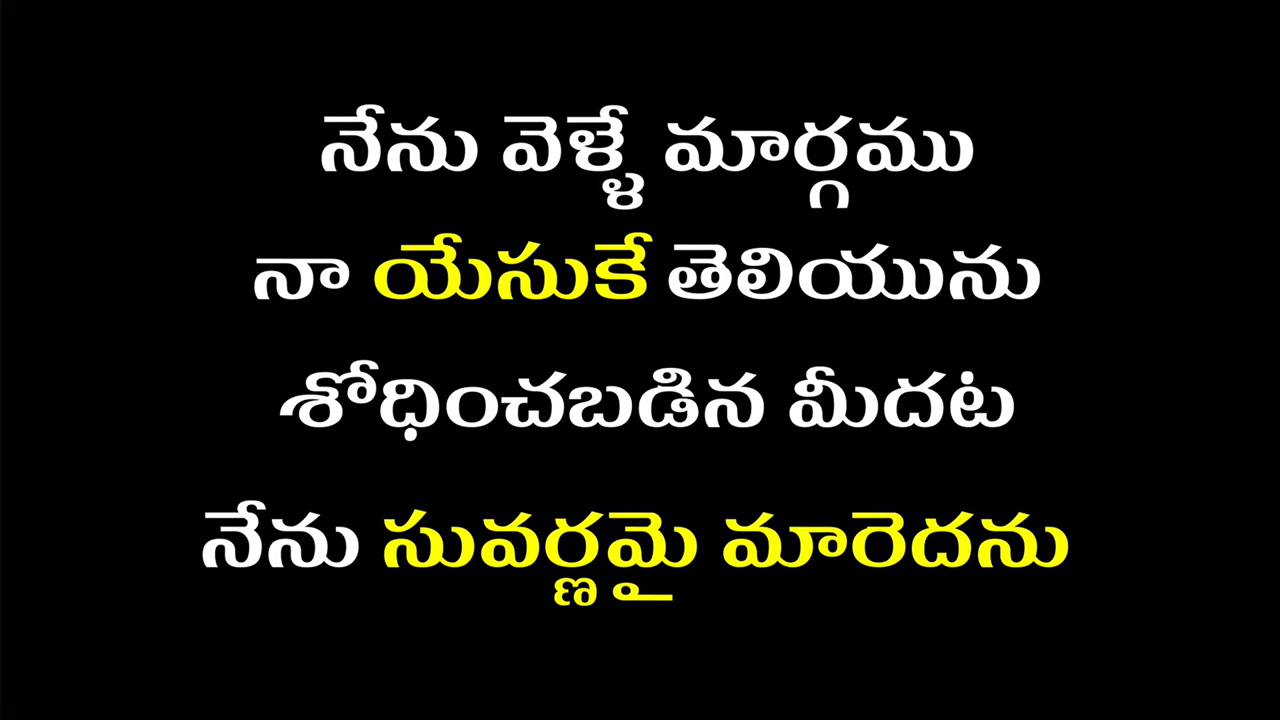 నేను వెళ్ళే మార్గము
నా యేసుకే తెలియును
శోధించబడిన మీదట
నేను సువర్ణమై మారెదను